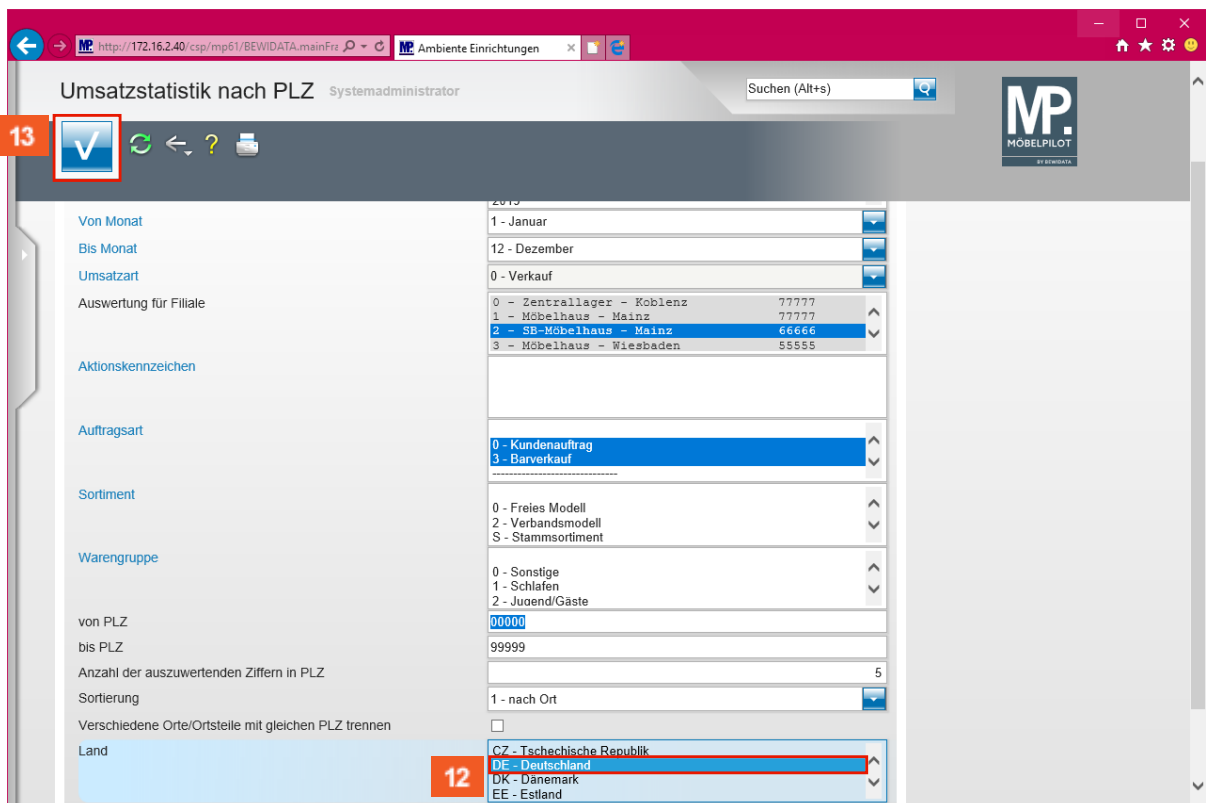 http://172.16.2.40/csp/mp61/BEWIDATA.mainFra
Ambiente Einrichtungen
Umsatzstatistik nach PLZ Systemadministrator
Suchen (Alt+s)
MP.
MÖBELPILOT
BY BEWIDATA
13
?
Von Monat 1 - Januar
Bis Monat 12 - Dezember
Umsatzart 0 - Verkauf
Auswertung für Filiale
0 - Zentrallager - Koblenz 77777
1 - Möbelhaus - Mainz 77777
2 - SB-Möbelhaus - Mainz 66666
3 - Möbelhaus - Wiesbaden 55555
Aktionskennzeichen
Auftragsart
0 - Kundenauftrag
3 - Barverkauf
------------------------------
Sortiment
0 - Freies Modell
2 - Verbandsmodell
S - Stammsortiment
Warengruppe
0 - Sonstige
1 - Schlafen
2 - Jugend/Gäste
von PLZ 00000
bis PLZ 99999
Anzahl der auszuwertenden Ziffern in PLZ 5
Sortierung 1 - nach Ort
Verschiedene Orte/Ortsteile mit gleichen PLZ trennen
Land
CZ - Tschechische Republik
12
DE - Deutschland
DK - Dänemark
EE - Estland